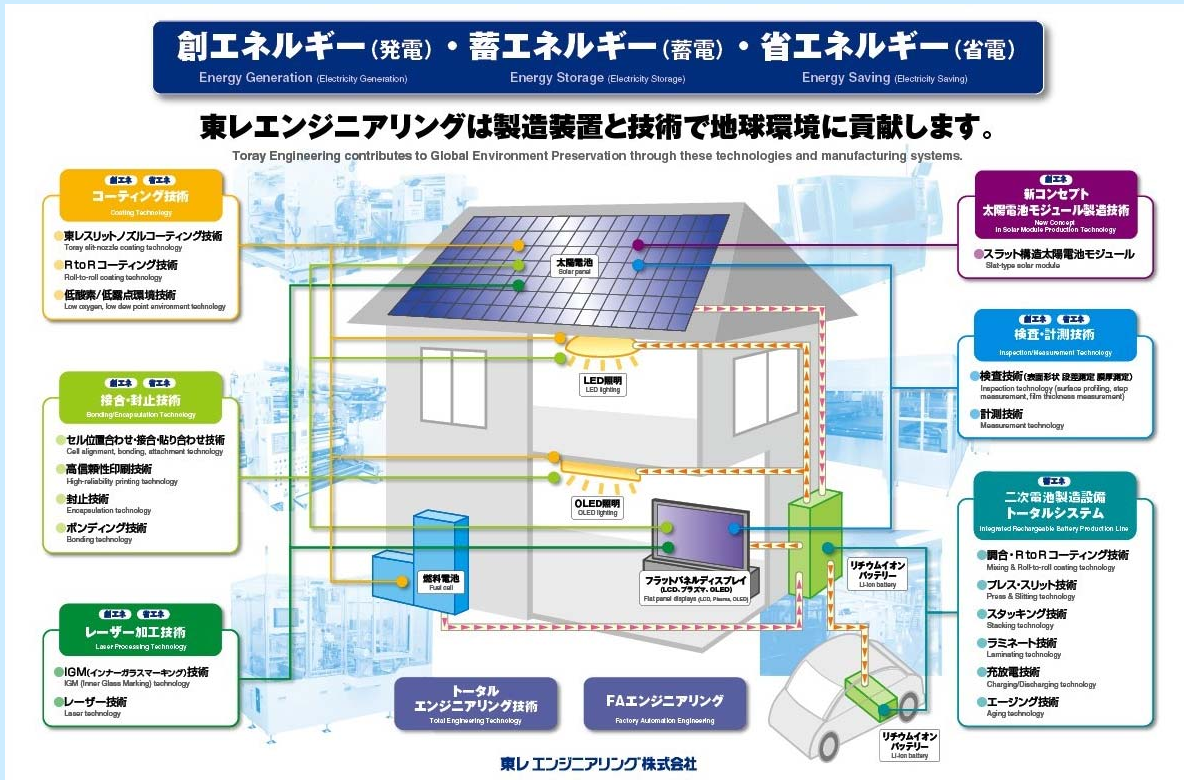 創エネルギー(発電)・蓄エネルギー(蓄電)・省エネルギー(省電)
Energy Generation (Electricity Generation) Energy Storage (Electricity Storage) Energy Saving (Electricity Saving)
東レエンジニアリングは製造装置と技術で地球環境に貢献します。
Toray Engineering contributes to Global Environment Preservation through these technologies and manufacturing systems.
創エネ 省エネ
コーティング技術
Coating Technology
東レスリットノズルコーティング技術
Toray slit-nozzle coating technology
RtoRコーティング技術
Roll-to-roll coating technology
低酸素/低露点環境技術
Low oxygen, low dew point environment technology
創エネ 省エネ
接合・封止技術
Bonding/Encapsulation Technology
セル位置合わせ・接合・貼り合わせ技術
Cell alignment, bonding, attachment technology
高信頼性印刷技術
High-reliability printing technology
封止技術
Encapsulation technology
ボンディング技術
Bonding technology
創エネ 省エネ
レーザー加工技術
Laser Processing Technology
IGM(インナーガラスマーキング)技術
IGM (Inner Glass Marking) technology
レーザー技術
Laser technology
太陽電池
Solar panel
LED照明
LED lighting
OLED照明
OLED lighting
燃料電池
Fuel cell
フラットパネルディスプレイ
(LCD、プラズマ、OLED)
Flat panel displays (LCD, Plasma, OLED)
リチウムイオン
バッテリー
Li-ion battery
リチウムイオン
バッテリー
Li-ion battery
創エネ
新コンセプト
太陽電池モジュール製造技術
New Concept
in Solar Module Production Technology
スラット構造太陽電池モジュール
Slat-type solar module
創エネ 省エネ
検査・計測技術
Inspection/Measurement Technology
検査技術(表面形状 段差測定 膜厚測定)
Inspection technology (surface profiling, step
measurement, film thickness measurement)
計測技術
Measurement technology
省エネ
二次電池製造設備
トータルシステム
Integrated Rechargeable Battery Production Line
調合・RtoRコーティング技術
Mixing & Roll-to-roll coating technology
プレス・スリット技術
Press & Slitting technology
スタッキング技術
Stacking technology
ラミネート技術
Laminating technology
充放電技術
Charging/Discharging technology
エージング技術
Aging technology
トータル
エンジニアリング技術
Total Engineering Technology
FAエンジニアリング
Factory Automation Engineering
東レ エンジニアリング株式会社